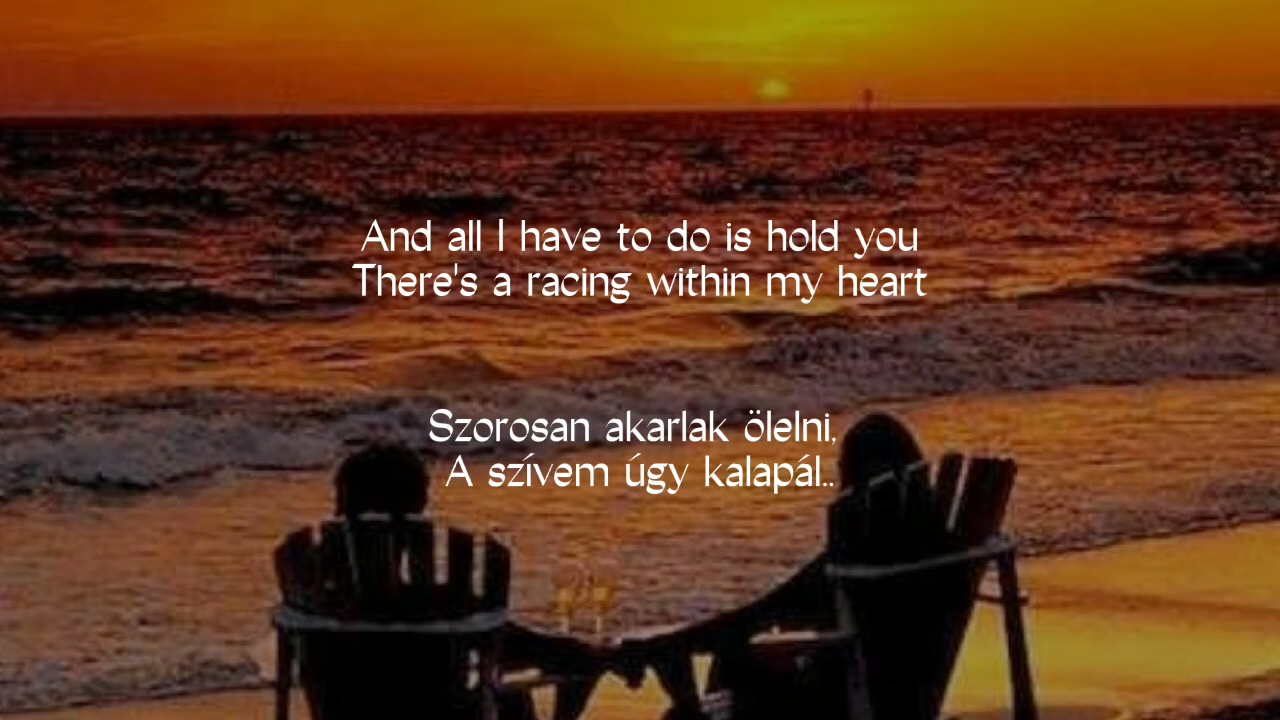 And all I have to do is hold you
There's a racing within my heart
Szorosan akarlak ölelni,
A szívem úgy kalapál..